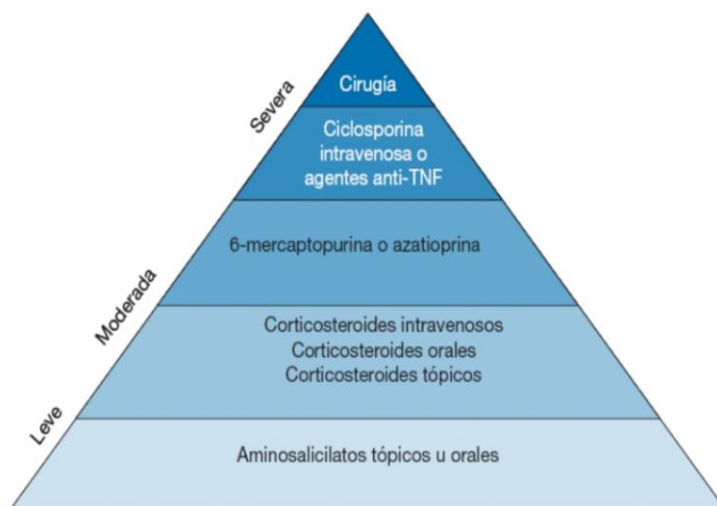 Cirugía
Severa
Ciclosporina
intravenosa o
agentes anti-TNF
6-mercaptopurina o azatioprina
Moderada
Corticosteroides intravenosos
Corticosteroides orales
Corticosteroides tópicos
Leve
Aminosalicilatos tópicos u orales